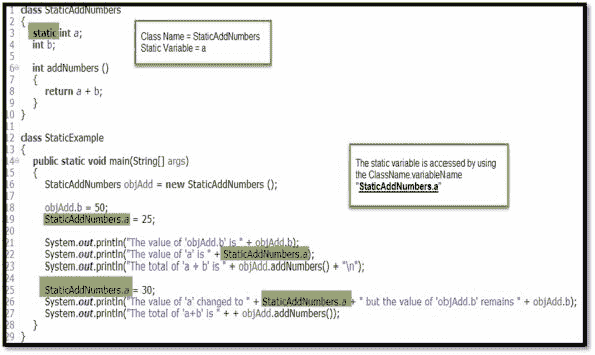 1 class StaticAddNumbers
2 {
3 static int a;
4 int b;
5
6 int addNumbers ()
7 {
8 return a + b;
9 }
10 }
11
12 class StaticExample
13 {
14 public static void main(String[] args)
15 {
16 StaticAddNumbers objAdd = new StaticAddNumbers ();
17
18 objAdd.b = 50;
19 StaticAddNumbers.a = 25;
20
21 System.out.println("The value of 'objAdd.b' is " + objAdd.b);
22 System.out.println("The value of 'a' is " + StaticAddNumbers.a);
23 System.out.println("The total of 'a + b' is " + objAdd.addNumbers() + "\n");
24
25 StaticAddNumbers.a = 30;
26 System.out.println("The value of 'a' changed to " + StaticAddNumbers.a + " but the value of 'objAdd.b' remains " + objAdd.b);
27 System.out.println("The total of 'a+b' is " + + objAdd.addNumbers());
28 }
29 }
Class Name = StaticAddNumbers
Static Variable = a
The static variable is accessed by using
the ClassName.variableName
"StaticAddNumbers.a"